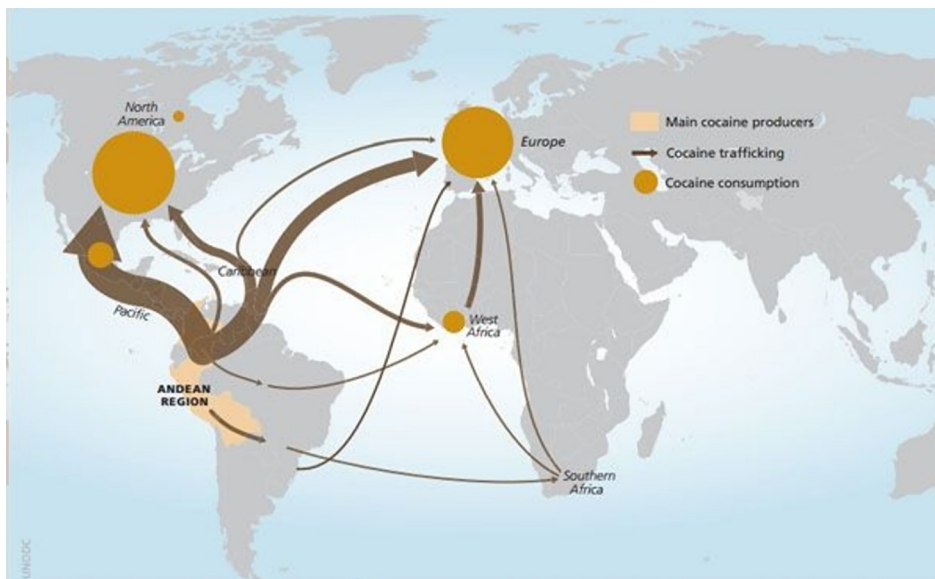 North
America
Europe
Main cocaine producers
Cocaine trafficking
Cocaine consumption
Caribbean
Pacific
West
Africa
ANDEAN
REGION
Southern
Africa
UNODC